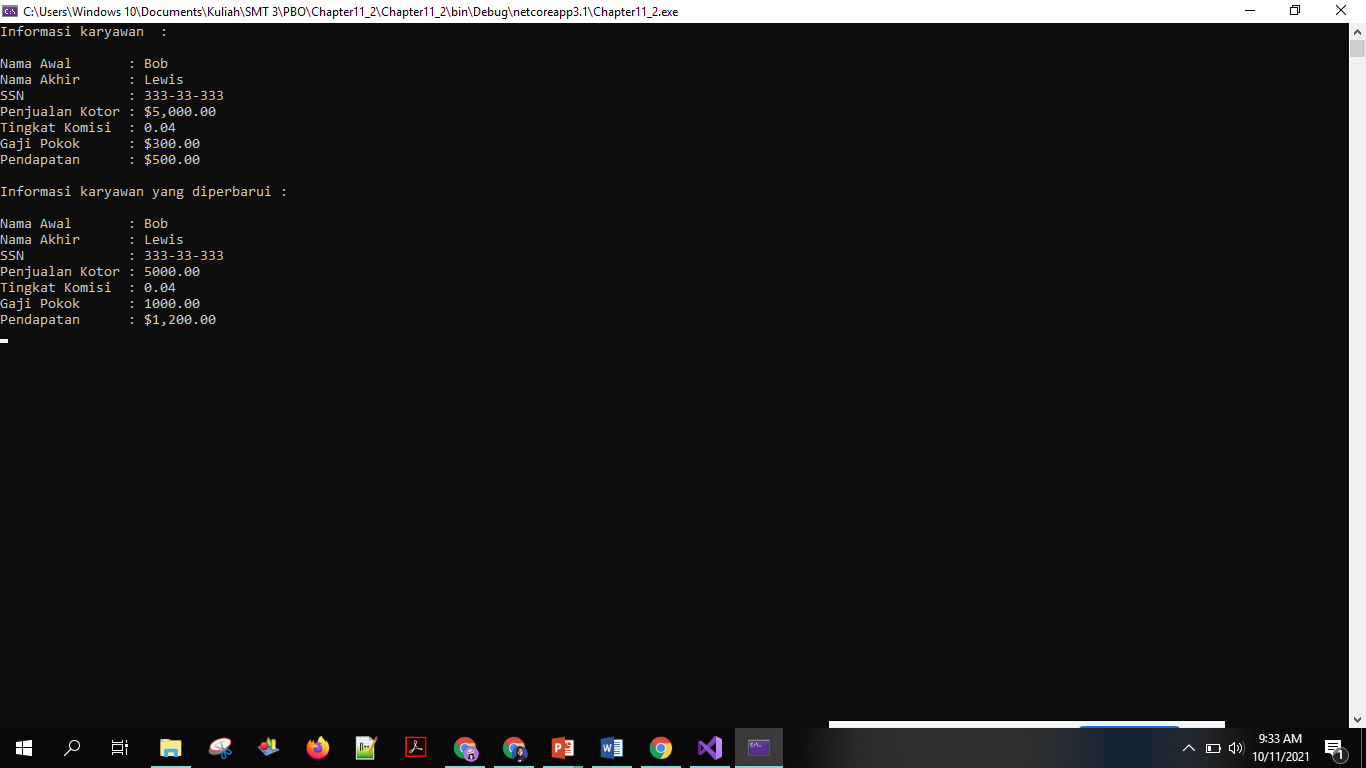 C:\Users\Windows 10\Documents\Kuliah\SMT 3\PBO\Chapter11_2\Chapter11_2\bin\Debug\netcoreapp3.1\Chapter11_2.exe
Informasi karyawan  :
Nama Awal       : Bob
Nama Akhir      : Lewis
SSN             : 333-33-333
Penjualan Kotor : $5,000.00
Tingkat Komisi  : 0.04
Gaji Pokok      : $300.00
Pendapatan      : $500.00
Informasi karyawan yang diperbarui :
Nama Awal       : Bob
Nama Akhir      : Lewis
SSN             : 333-33-333
Penjualan Kotor : 5000.00
Tingkat Komisi  : 0.04
Gaji Pokok      : 1000.00
Pendapatan      : $1,200.00
9:33 AM
10/11/2021
1